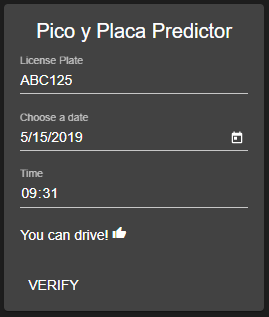 Pico y Placa Predictor
License Plate
ABC125
Choose a date
5/15/2019
Time
09:31
You can drive!
VERIFY